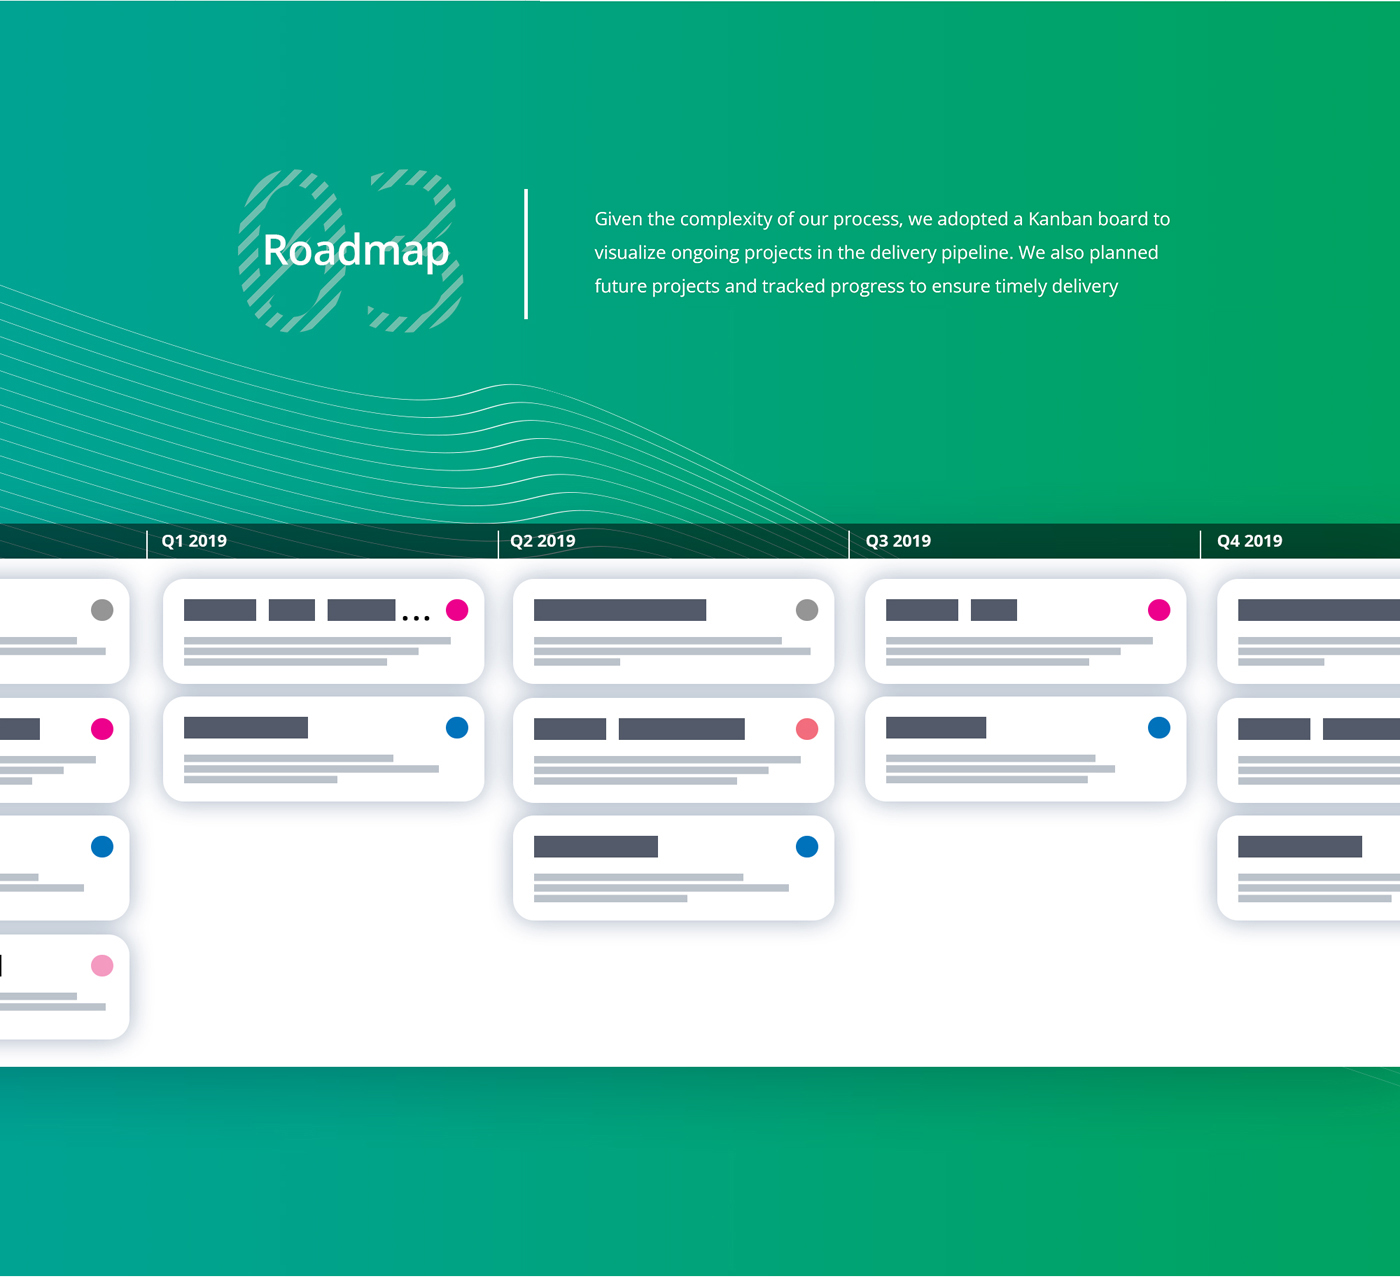 03
Roadmap
Given the complexity of our process, we adopted a Kanban board to
visualize ongoing projects in the delivery pipeline. We also planned
future projects and tracked progress to ensure timely delivery
Q1 2019
Q2 2019
Q3 2019
Q4 2019
...